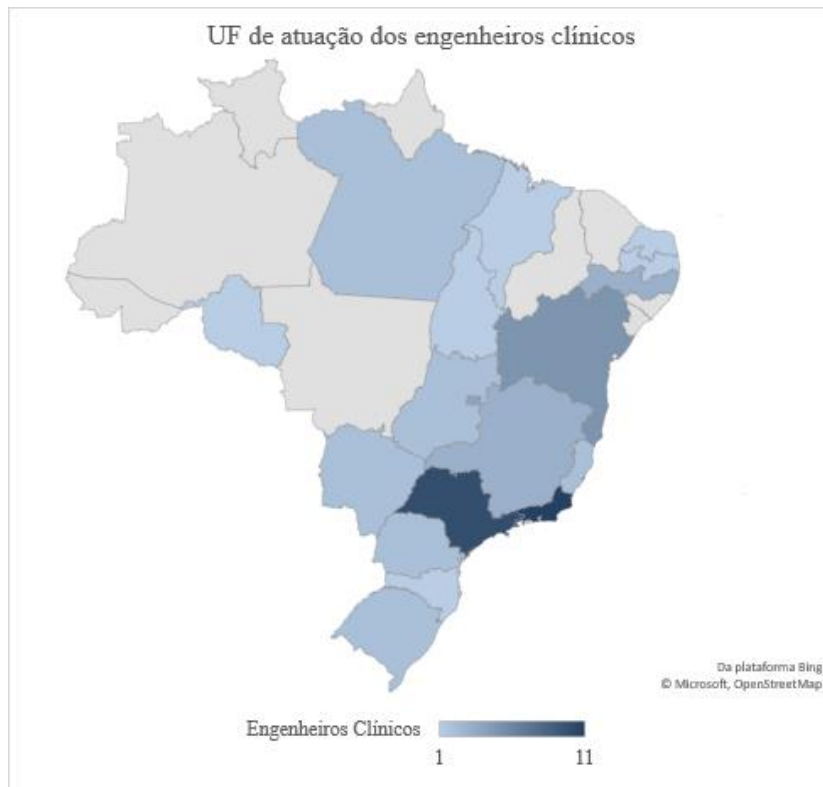 UF de atuação dos engenheiros clínicos
Da plataforma Bing
© Microsoft, OpenStreetMap
Engenheiros Clínicos
1 11